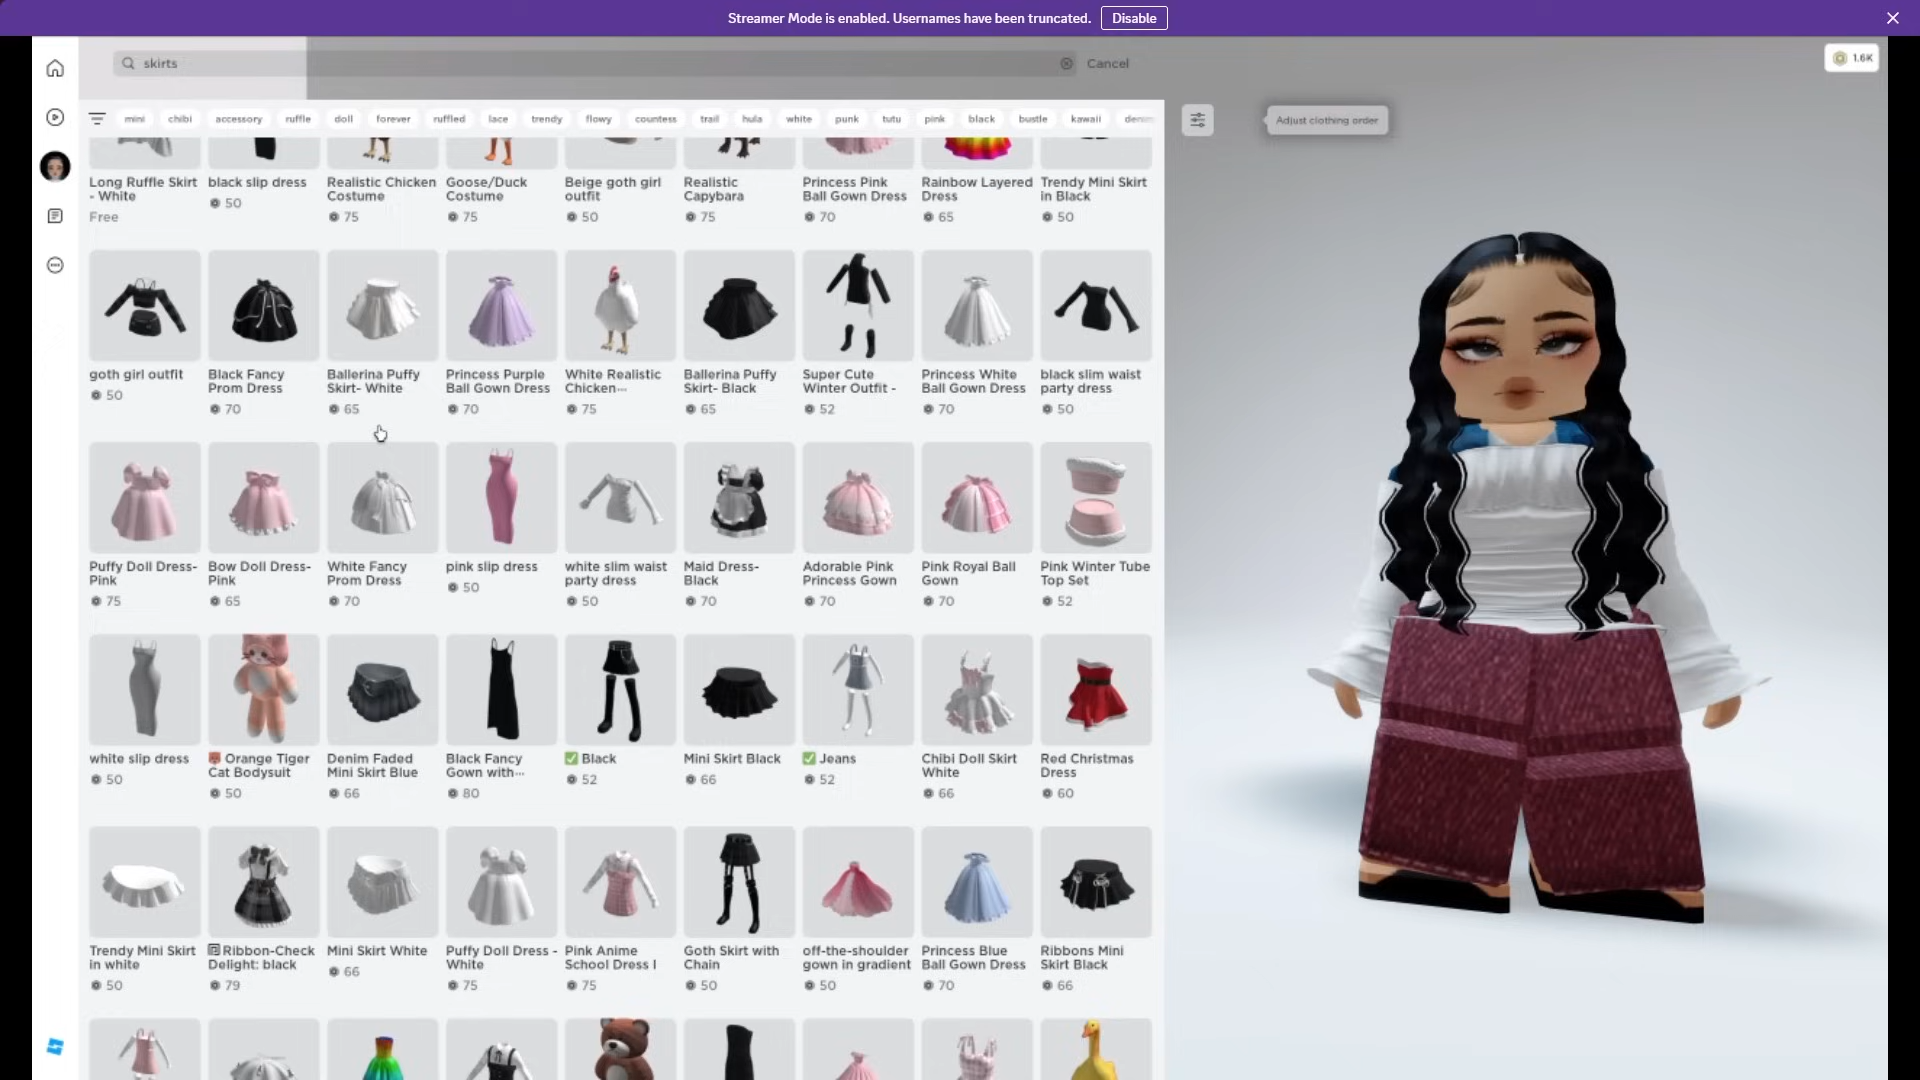 Streamer Mode is enabled. Usernames have been truncated. Disable
skirts
Cancel
1.6K
mini chibi accessory ruffle doll forever ruffled lace trendy flowy countess trail hula white punk tutu pink black bustle kawaii denim
Adjust clothing order
Long Ruffle Skirt - White
Free
black slip dress
50
Realistic Chicken Costume
75
Goose/Duck Costume
75
Beige goth girl outfit
50
Realistic Capybara
75
Princess Pink Ball Gown Dress
70
Rainbow Layered Dress
65
Trendy Mini Skirt in Black
50
goth girl outfit
50
Black Fancy Prom Dress
70
Ballerina Puffy Skirt- White
65
Princess Purple Ball Gown Dress
70
White Realistic Chicken...
75
Ballerina Puffy Skirt- Black
65
Super Cute Winter Outfit -
52
Princess White Ball Gown Dress
70
black slim waist party dress
50
Puffy Doll Dress- Pink
75
Bow Doll Dress- Pink
65
White Fancy Prom Dress
70
pink slip dress
50
white slim waist party dress
50
Maid Dress- Black
70
Adorable Pink Princess Gown
70
Pink Royal Ball Gown
70
Pink Winter Tube Top Set
52
white slip dress
50
🐯 Orange Tiger Cat Bodysuit
50
Denim Faded Mini Skirt Blue
66
Black Fancy Gown with...
80
✅ Black
52
Mini Skirt Black
66
✅ Jeans
52
Chibi Doll Skirt White
66
Red Christmas Dress
60
Trendy Mini Skirt in white
50
Ribbon-Check Delight: black
79
Mini Skirt White
66
Puffy Doll Dress - White
75
Pink Anime School Dress I
75
Goth Skirt with Chain
50
off-the-shoulder gown in gradient
50
Princess Blue Ball Gown Dress
70
Ribbons Mini Skirt Black
66